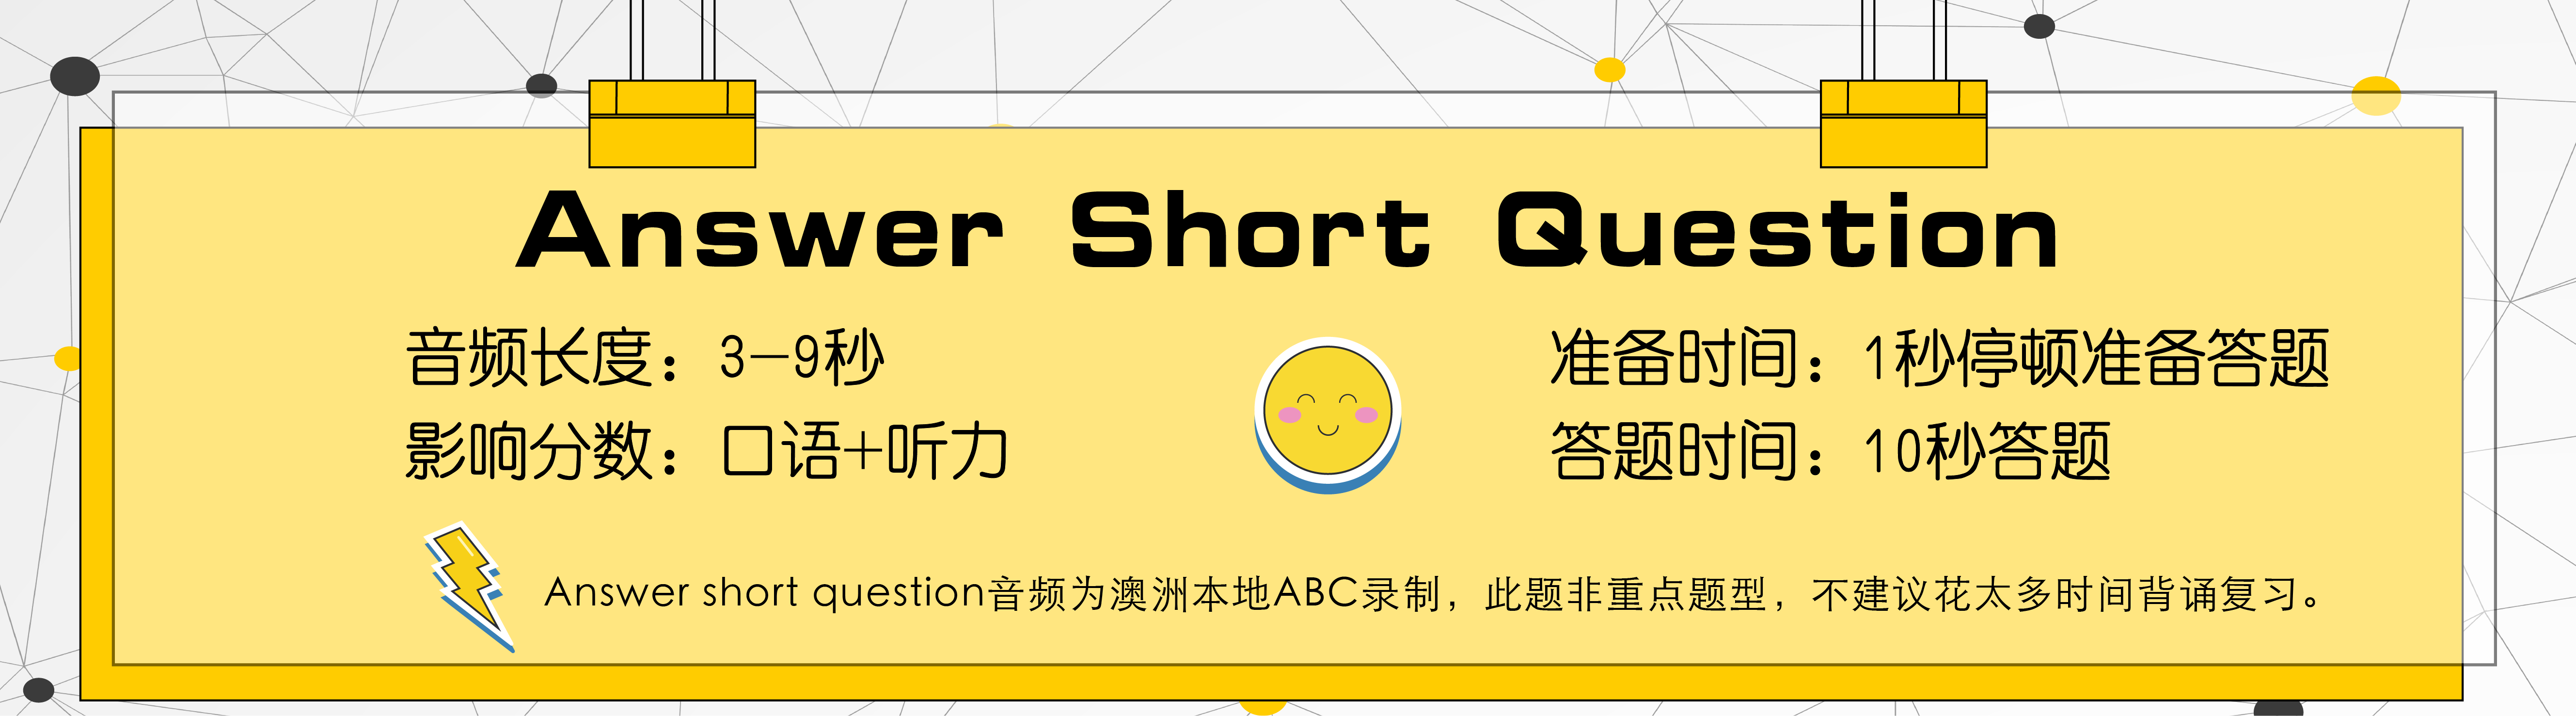 Answer Short Question
音频长度：3—9秒
影响分数：口语+听力
准备时间：1秒停顿准备答题
答题时间：10秒答题
Answer short question音频为澳洲本地ABC录制，此题非重点题型，不建议花太多时间背诵复习。